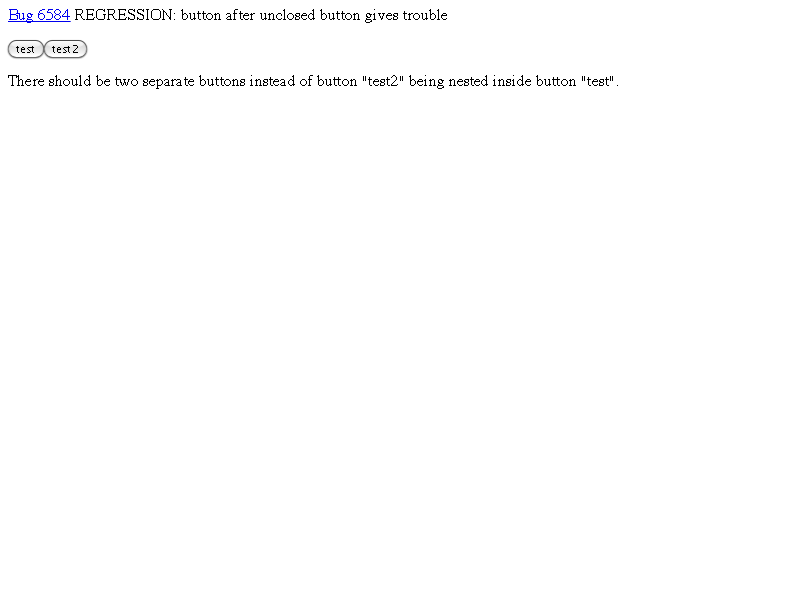 Bug 6584 REGRESSION: button after unclosed button gives trouble
test test2
There should be two separate buttons instead of button "test2" being nested inside button "test".